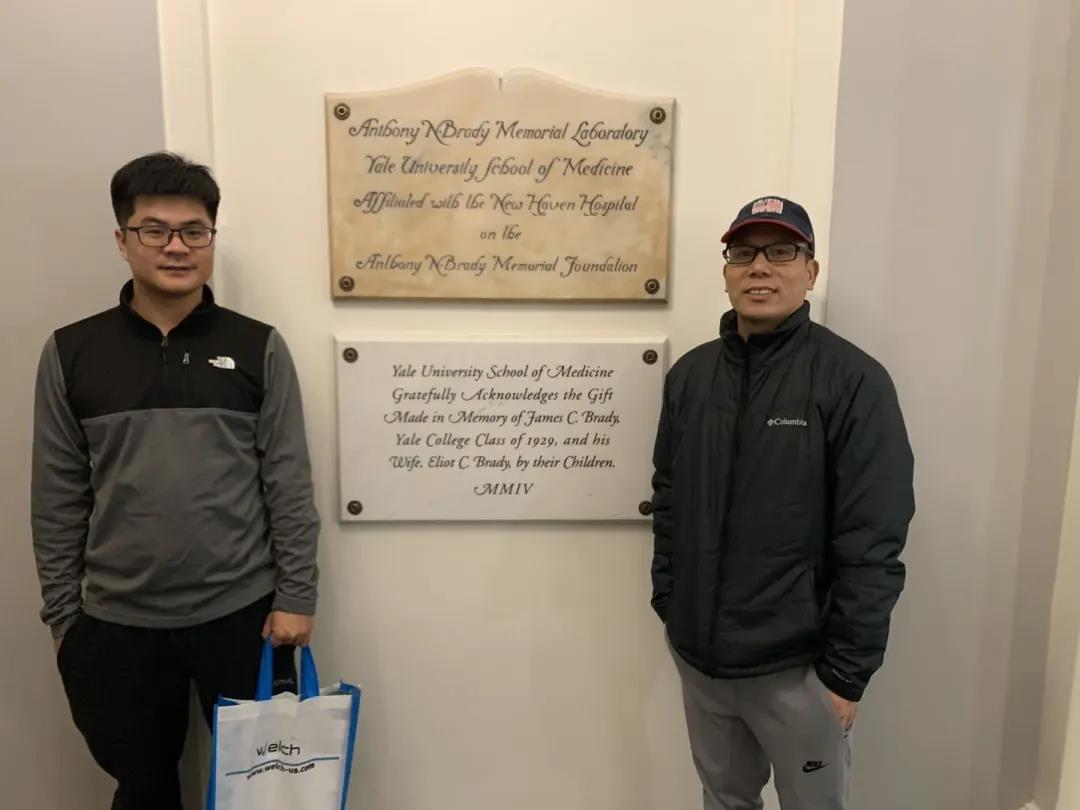 Anthony N. Brady Memorial Laboratory
Yale University School of Medicine
Affiliated with the New Haven Hospital
on the
Anthony N. Brady Memorial Foundation
Yale University School of Medicine
Gratefully Acknowledges the Gift
Made in Memory of James C. Brady,
Yale College Class of 1929, and his
Wife, Eliot C. Brady, by their Children.
MMIV
THE
NORTH
FACE
Columbia
welch
www.welch-us.com
NIKE